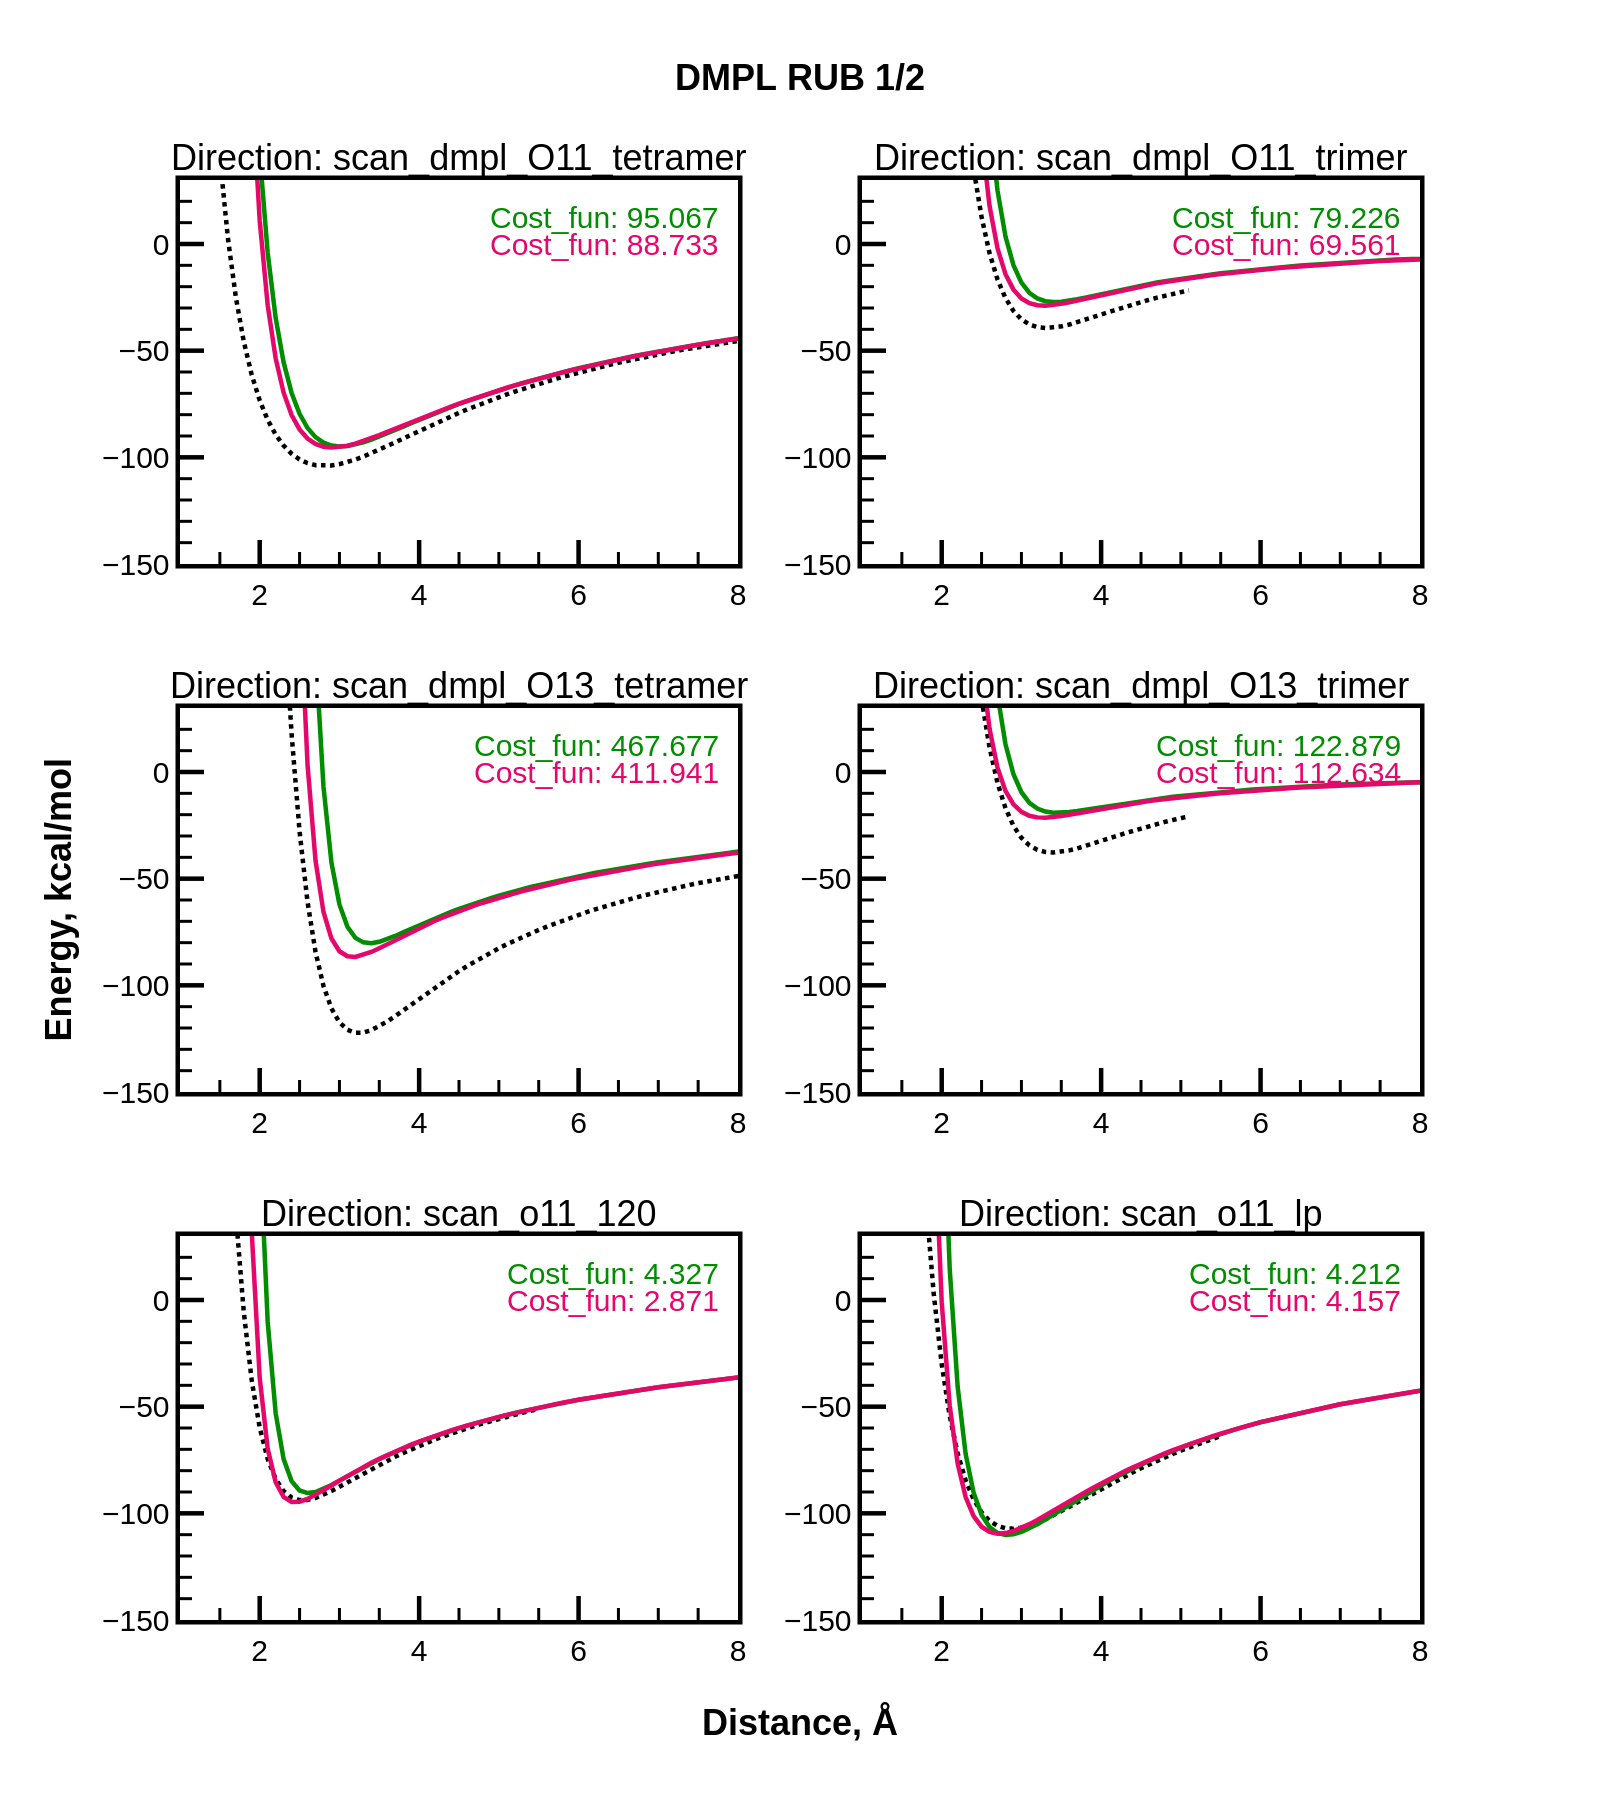 DMPL RUB 1/2
Direction: scan_dmpl_O11_tetramer
Cost_fun: 95.067
Cost_fun: 88.733
0
−50
−100
−150
2 4 6 8
Direction: scan_dmpl_O11_trimer
Cost_fun: 79.226
Cost_fun: 69.561
0
−50
−100
−150
2 4 6 8
Energy, kcal/mol
Direction: scan_dmpl_O13_tetramer
Cost_fun: 467.677
Cost_fun: 411.941
0
−50
−100
−150
2 4 6 8
Direction: scan_dmpl_O13_trimer
Cost_fun: 122.879
Cost_fun: 112.634
0
−50
−100
−150
2 4 6 8
Direction: scan_o11_120
Cost_fun: 4.327
Cost_fun: 2.871
0
−50
−100
−150
2 4 6 8
Direction: scan_o11_lp
Cost_fun: 4.212
Cost_fun: 4.157
0
−50
−100
−150
2 4 6 8
Distance, Å